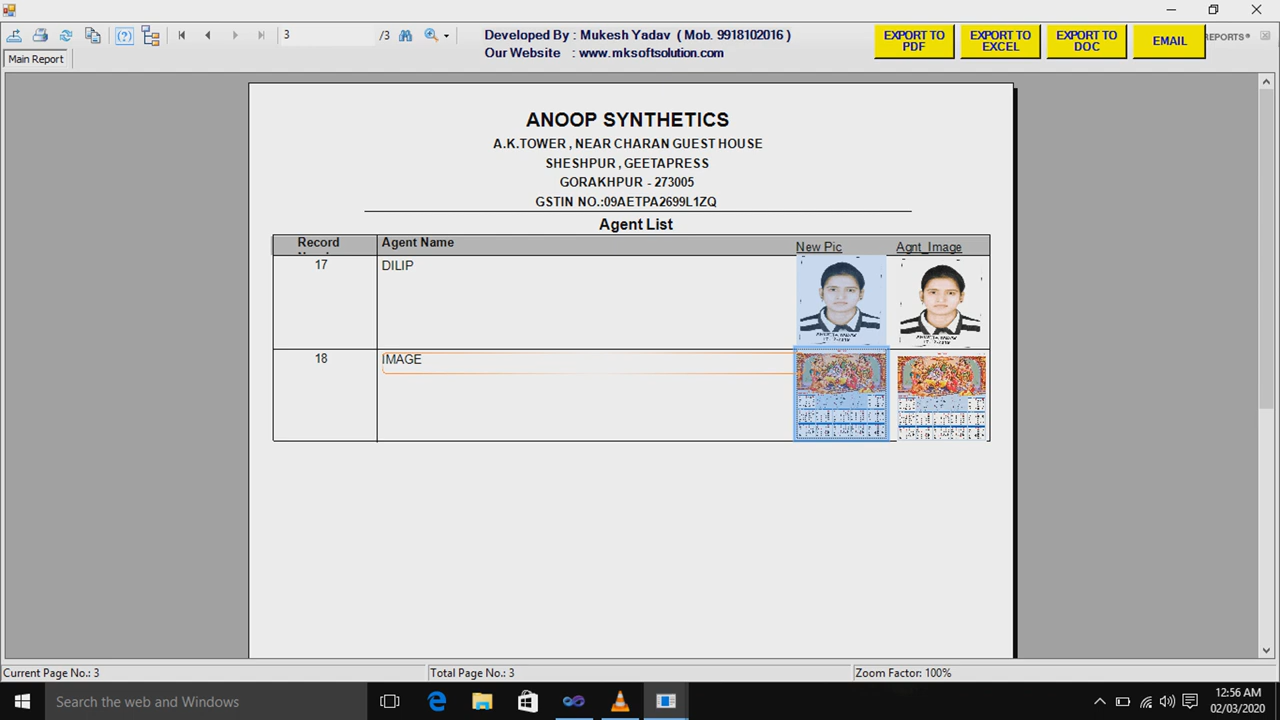 3
/3
Developed By : Mukesh Yadav ( Mob. 9918102016 )
Our Website : www.mksoftsolution.com
EXPORT TO PDF
EXPORT TO EXCEL
EXPORT TO DOC
EMAIL
REPORTS®
Main Report
ANOOP SYNTHETICS
A.K.TOWER , NEAR CHARAN GUEST HOUSE
SHESHPUR , GEETAPRESS
GORAKHPUR - 273005
GSTIN NO.:09AETPA2699L1ZQ
Agent List
Record
Agent Name
New Pic
Agnt_Image
17
DILIP
18
IMAGE
Current Page No.: 3
Total Page No.: 3
Zoom Factor: 100%
Search the web and Windows
12:56 AM
02/03/2020